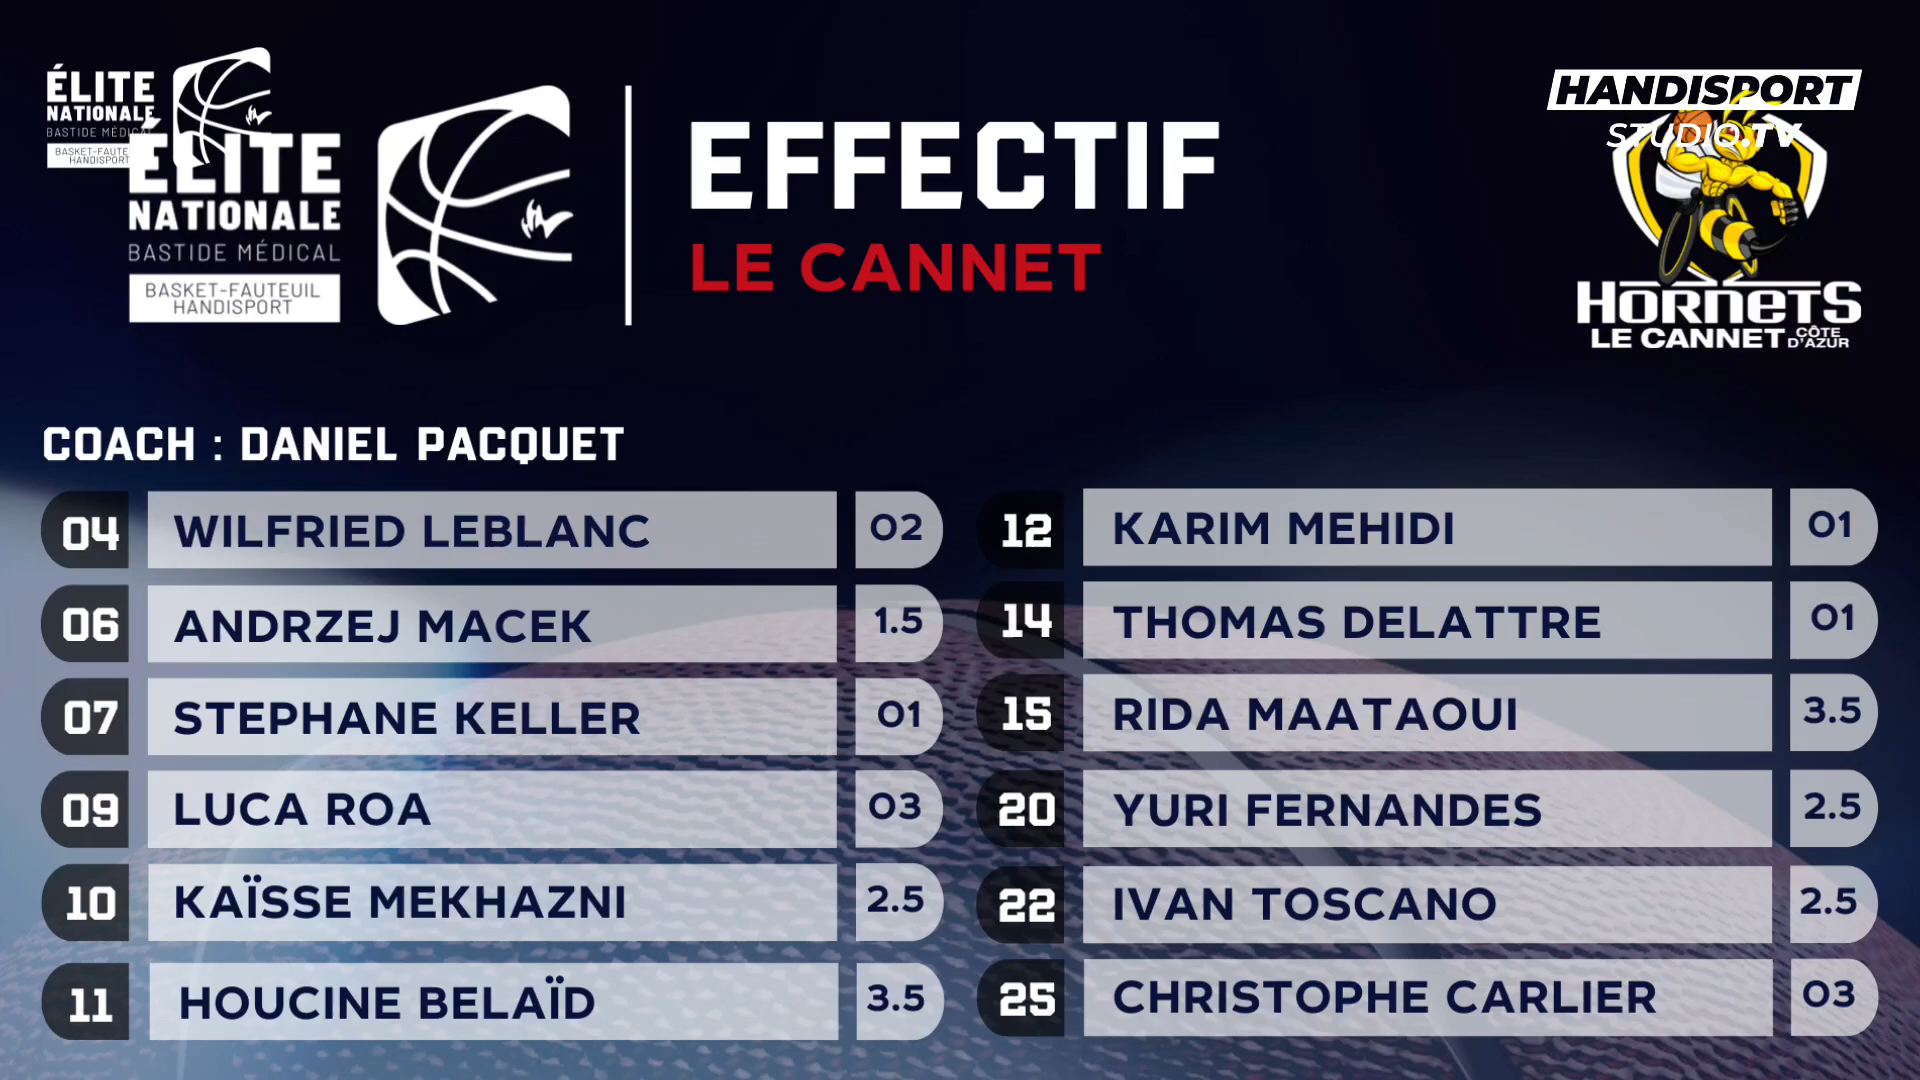 ÉLITE
NATIONALE
BASTIDE MÉDICAL
HANDISPORT
ÉLITE
NATIONALE
BASTIDE MÉDICAL
BASKET-FAUTEUIL
HANDISPORT
EFFECTIF
LE CANNET
HANDISPORT
STUDIO.TV
HORNETS
LE CANNET CÔTE D'AZUR
COACH : DANIEL PACQUET
04 WILFRIED LEBLANC 02
06 ANDRZEJ MACEK 1.5
07 STEPHANE KELLER 01
09 LUCA ROA 03
10 KAÏSSE MEKHAZNI 2.5
11 HOUCINE BELAÏD 3.5
12 KARIM MEHIDI 01
14 THOMAS DELATTRE 01
15 RIDA MAATAOUI 3.5
20 YURI FERNANDES 2.5
22 IVAN TOSCANO 2.5
25 CHRISTOPHE CARLIER 03